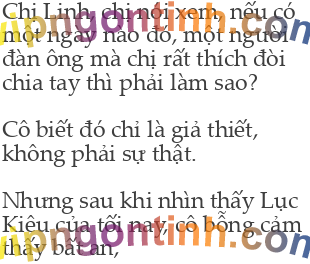 Chị Linh, chị nói xem, nếu có
một ngày nào đó, một người
đàn ông mà chị rất thích đòi
chia tay thì phải làm sao?
Cô biết đó chỉ là giả thiết,
không phải sự thật.
Nhưng sau khi nhìn thấy Lục
Kiêu của tối nay, cô bỗng cảm
thấy bất an,